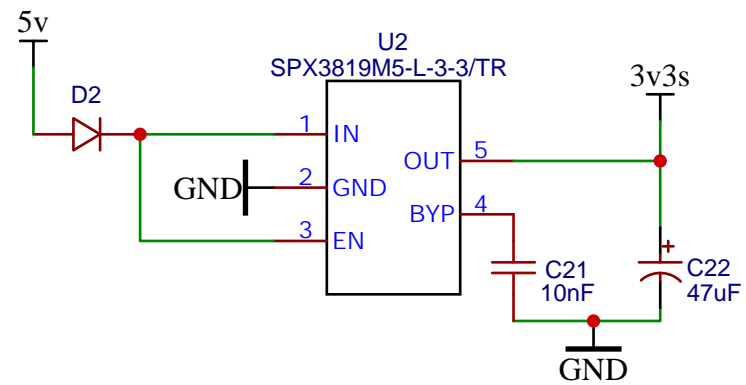 5v
D2
U2
SPX3819M5-L-3-3/TR
1
IN
2
GND
GND
3
EN
OUT
5
BYP
4
3v3s
C21
10nF
+
C22
47uF
GND